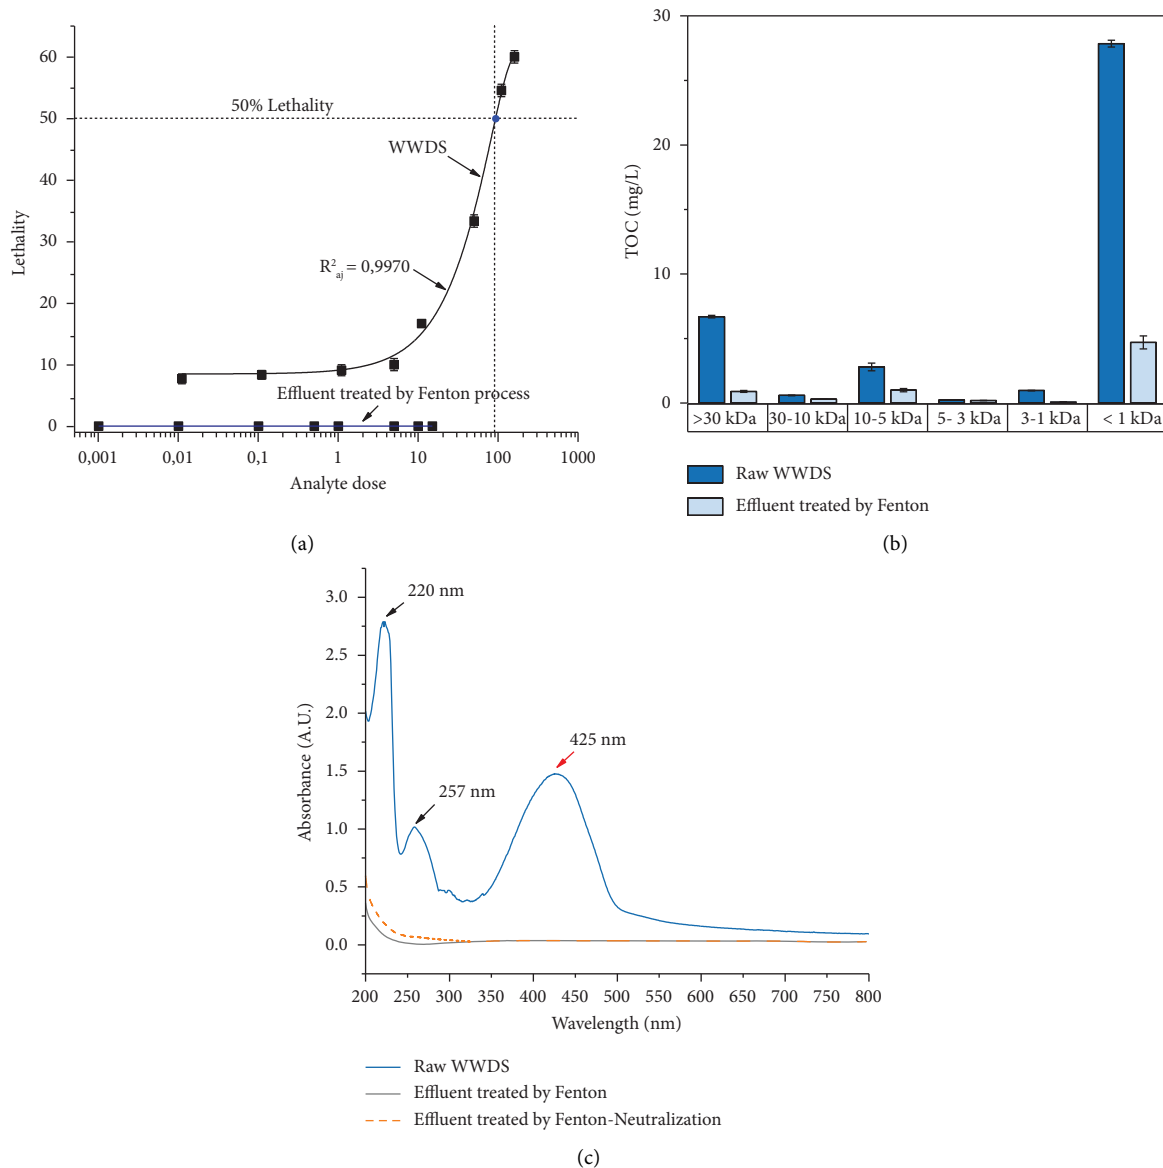 60
50
40
30
20
10
0
Lethality
50% Lethality
WWDS
R²aj = 0,9970
Effluent treated by Fenton process
0,001 0,01 0,1 1 10 100 1000
Analyte dose
(a)
30
20
10
0
TOC (mg/L)
>30 kDa 30-10 kDa 10-5 kDa 5- 3 kDa 3-1 kDa < 1 kDa
Raw WWDS
Effluent treated by Fenton
(b)
3.0
2.5
2.0
1.5
1.0
0.5
0.0
Absorbance (A.U.)
220 nm
425 nm
257 nm
200 250 300 350 400 450 500 550 600 650 700 750 800
Wavelength (nm)
Raw WWDS
Effluent treated by Fenton
Effluent treated by Fenton-Neutralization
(c)